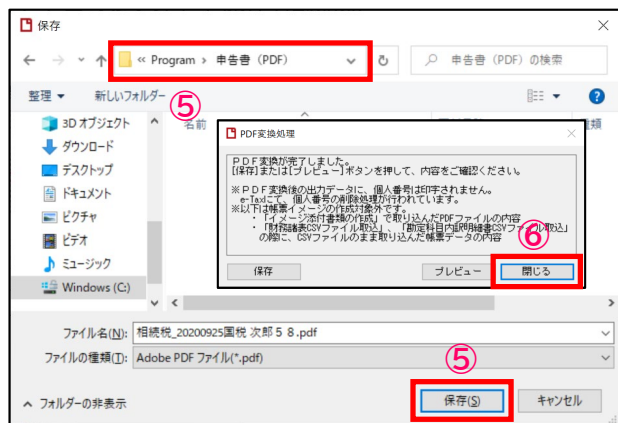 保存
« Program › 申告書（PDF）
申告書（PDF）の検索
整理
新しいフォルダー
⑤
3D オブジェクト
名前
種類
ダウンロード
デスクトップ
ドキュメント
ピクチャ
ビデオ
ミュージック
Windows (C:)
PDF変換処理
ＰＤＦ変換が完了しました。
[保存]または[プレビュー]ボタンを押して、内容をご確認ください。
※ＰＤＦ変換後の出力データに、個人番号は印字されません。
e-Taxにて、個人番号の削除処理が行われています。
※以下は帳票イメージの作成対象外です。
・「イメージ添付書類の作成」で取り込んだPDFファイルの内容
・「財務諸表CSVファイル取込」、「勘定科目内訳明細書CSVファイル取込」
の際に、CSVファイルのまま取り込んだ帳票データの内容
⑥
保存
プレビュー
閉じる
ファイル名(N):
相続税_20200925国税 次郎５８.pdf
ファイルの種類(T):
Adobe PDF ファイル(*.pdf)
⑤
フォルダーの非表示
保存(S)
キャンセル